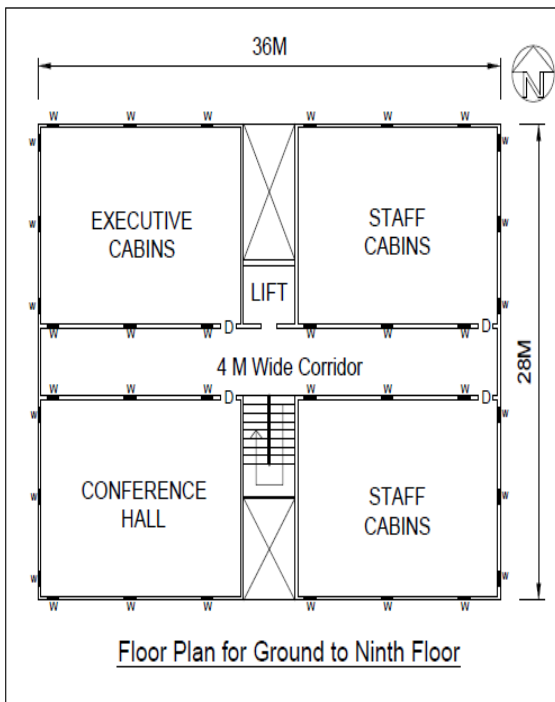 36M
N
W W W W W W
W W
EXECUTIVE
CABINS
STAFF
CABINS
W W
LIFT
W W
D D
W W W W W W
4 M Wide Corridor
28M
W W W D W W W D
W W
CONFERENCE
HALL
STAFF
CABINS
W W
W W
W W W W W W
Floor Plan for Ground to Ninth Floor